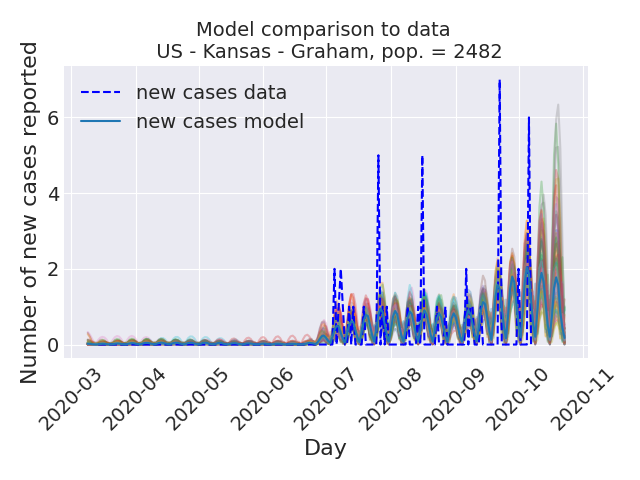 Model comparison to data
US - Kansas - Graham, pop. = 2482
Number of new cases reported
new cases data
new cases model
6
4
2
0
2020-03
2020-04
2020-05
2020-06
2020-07
2020-08
2020-09
2020-10
2020-11
Day